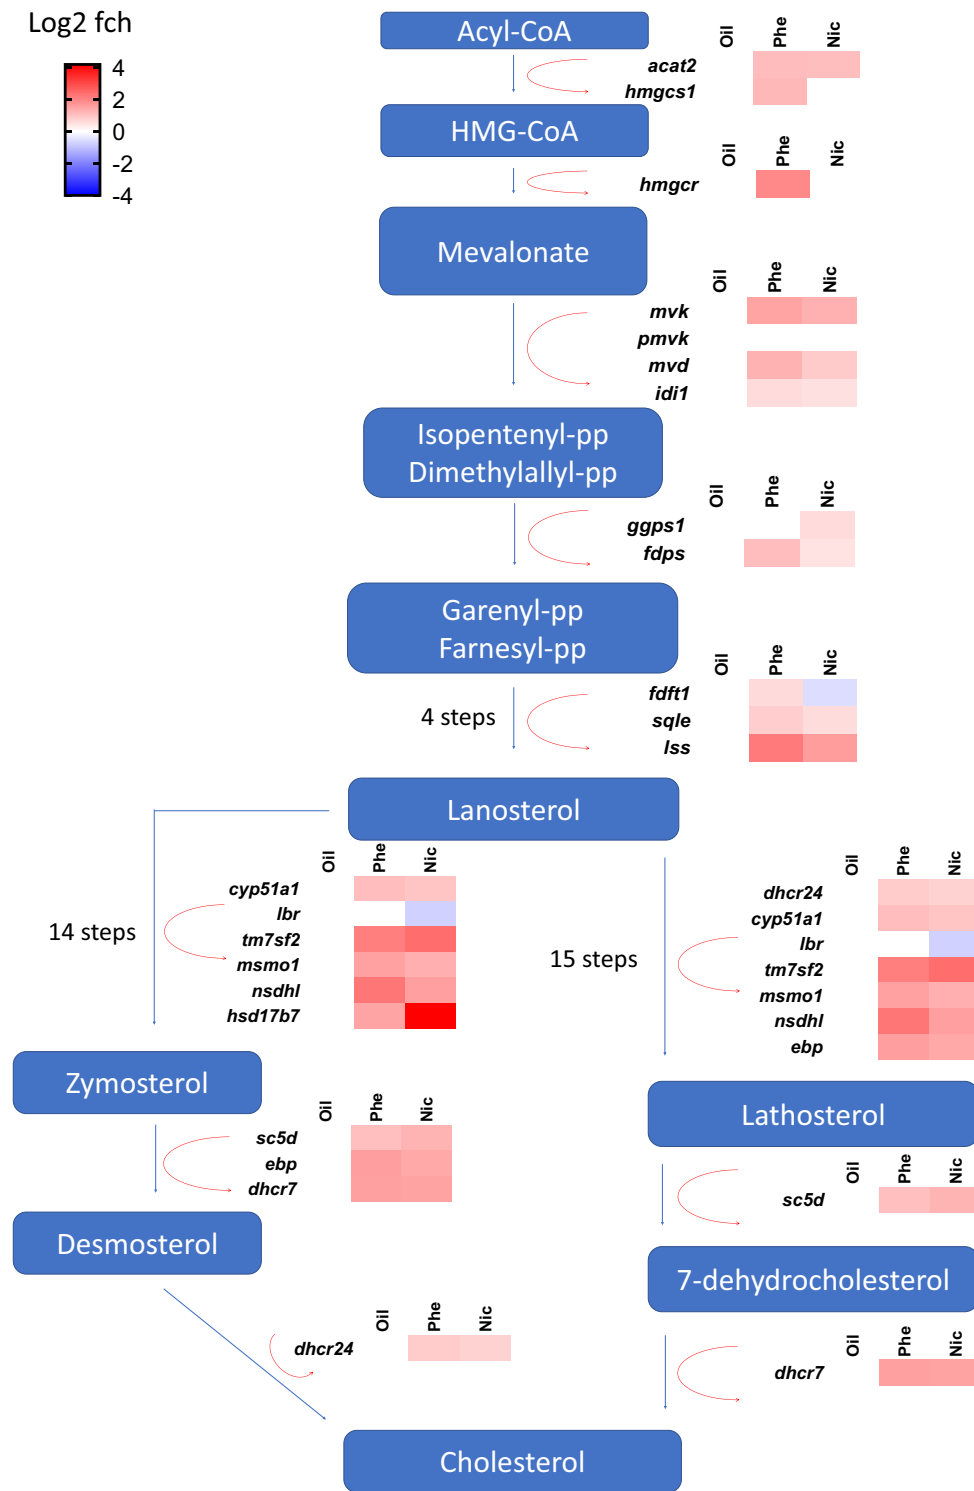 Log2 fch
4
2
0
-2
-4
Acyl-CoA
Oil
Phe
Nic
acat2
hmgcs1
HMG-CoA
Oil
Phe
Nic
hmgcr
Mevalonate
Oil
Phe
Nic
mvk
pmvk
mvd
idi1
Isopentenyl-pp
Dimethylallyl-pp
Oil
Phe
Nic
ggps1
fdps
Garenyl-pp
Farnesyl-pp
Oil
Phe
Nic
4 steps
fdft1
sqle
lss
Lanosterol
Oil
Phe
Nic
14 steps
cyp51a1
lbr
tm7sf2
msmo1
nsdhl
hsd17b7
Oil
Phe
Nic
15 steps
dhcr24
cyp51a1
lbr
tm7sf2
msmo1
nsdhl
ebp
Zymosterol
Lathosterol
Oil
Phe
Nic
sc5d
ebp
dhcr7
Oil
Phe
Nic
sc5d
Desmosterol
7-dehydrocholesterol
Oil
Phe
Nic
dhcr24
Oil
Phe
Nic
dhcr7
Cholesterol